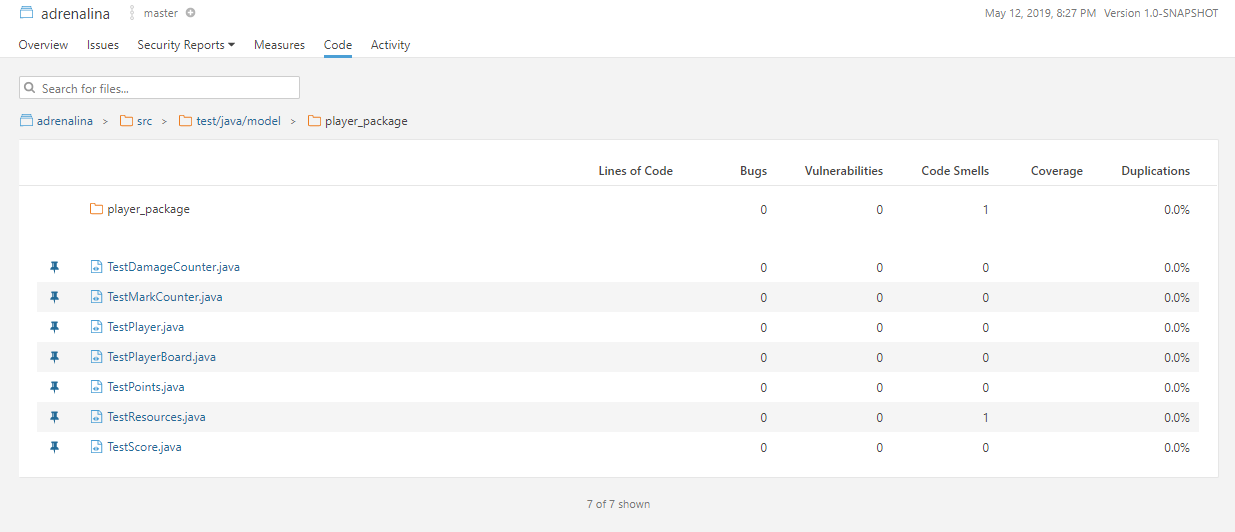 adrenalina master May 12, 2019, 8:27 PM Version 1.0-SNAPSHOT
Overview Issues Security Reports Measures Code Activity
Search for files...
adrenalina > src > test/java/model > player_package
Lines of Code Bugs Vulnerabilities Code Smells Coverage Duplications
player_package 0 0 1 0.0%
TestDamageCounter.java 0 0 0 0.0%
TestMarkCounter.java 0 0 0 0.0%
TestPlayer.java 0 0 0 0.0%
TestPlayerBoard.java 0 0 0 0.0%
TestPoints.java 0 0 0 0.0%
TestResources.java 0 0 1 0.0%
TestScore.java 0 0 0 0.0%
7 of 7 shown